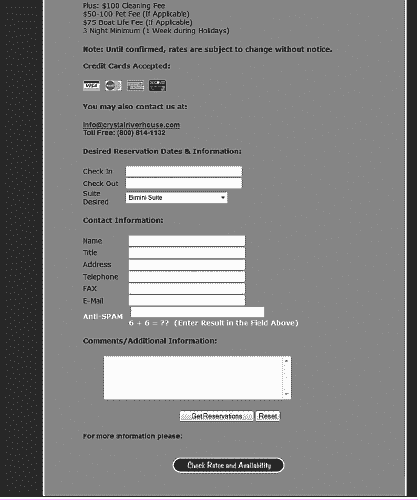 Plus: $100 Cleaning Fee
$50-100 Pet Fee (If Applicable)
$75 Boat Life Fee (If Applicable)
3 Night Minimum (1 Week during Holidays)
Note: Until confirmed, rates are subject to change without notice.
Credit Cards Accepted:
VISA
You may also contact us at:
info@crystalriverhouse.com
Toll Free: (800) 814-1132
Desired Reservation Dates & Information:
Check In
Check Out
Suite Desired
Bimini Suite
Contact Information:
Name
Title
Address
Telephone
FAX
E-Mail
Anti-SPAM
6 + 6 = ?? (Enter Result in the Field Above)
Comments/Additional Information:
Get Reservations Reset
For more information please:
Check Rates and Availability